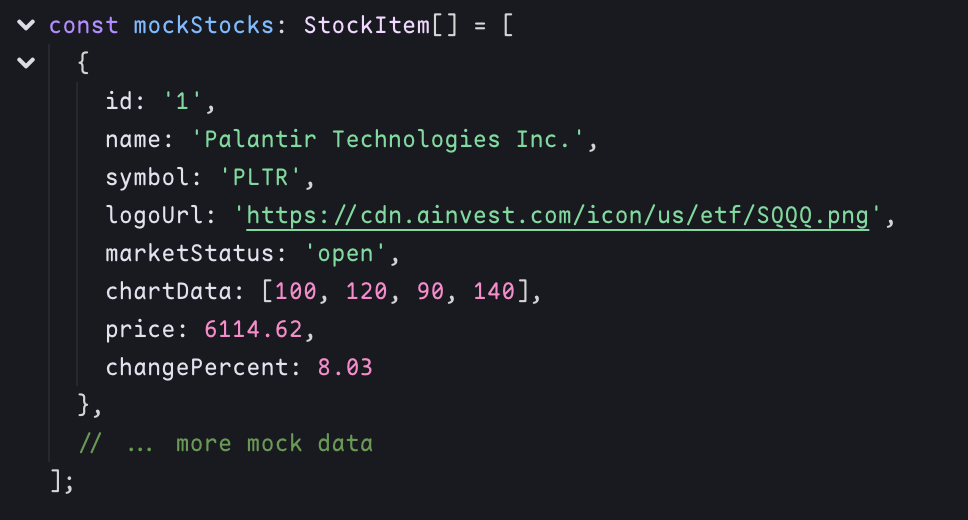 const mockStocks: StockItem[] = [
{
id: '1',
name: 'Palantir Technologies Inc.',
symbol: 'PLTR',
logoUrl: 'https://cdn.ainvest.com/icon/us/etf/SQQQ.png',
marketStatus: 'open',
chartData: [100, 120, 90, 140],
price: 6114.62,
changePercent: 8.03
},
// ... more mock data
];